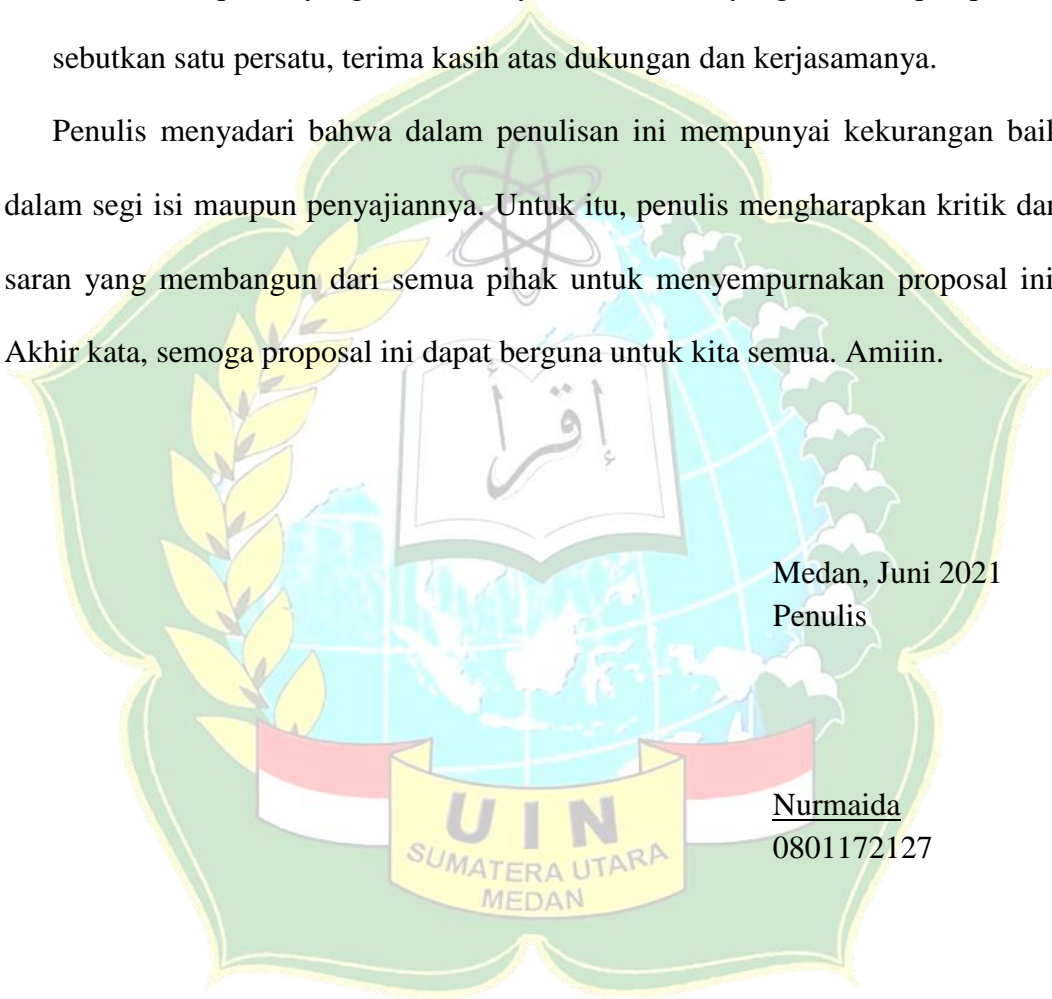 sebutkan satu persatu, terima kasih atas dukungan dan kerjasamanya.
Penulis menyadari bahwa dalam penulisan ini mempunyai kekurangan baik
dalam segi isi maupun penyajiannya. Untuk itu, penulis mengharapkan kritik dan
saran yang membangun dari semua pihak untuk menyempurnakan proposal ini
Akhir kata, semoga proposal ini dapat berguna untuk kita semua. Amiiin.
إقرأ
Medan, Juni 2021
Penulis
Nurmaida
0801172127
UIN
SUMATERA UTARA
MEDAN